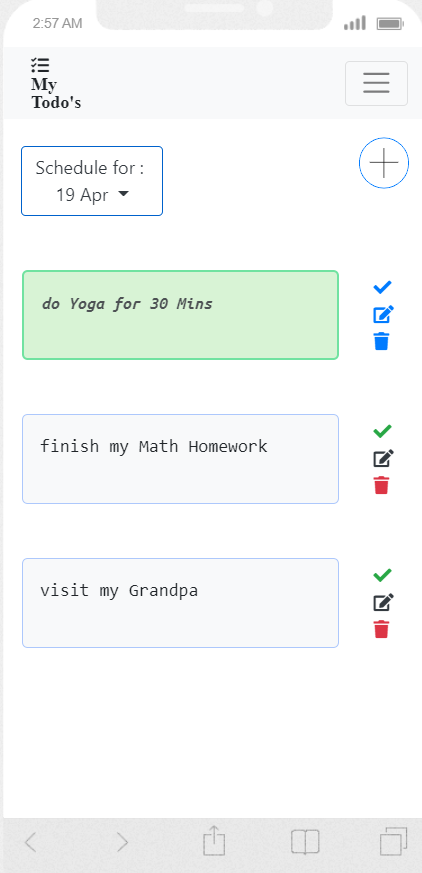 2:57 AM
My
Todo's
Schedule for :
19 Apr
do Yoga for 30 Mins
finish my Math Homework
visit my Grandpa